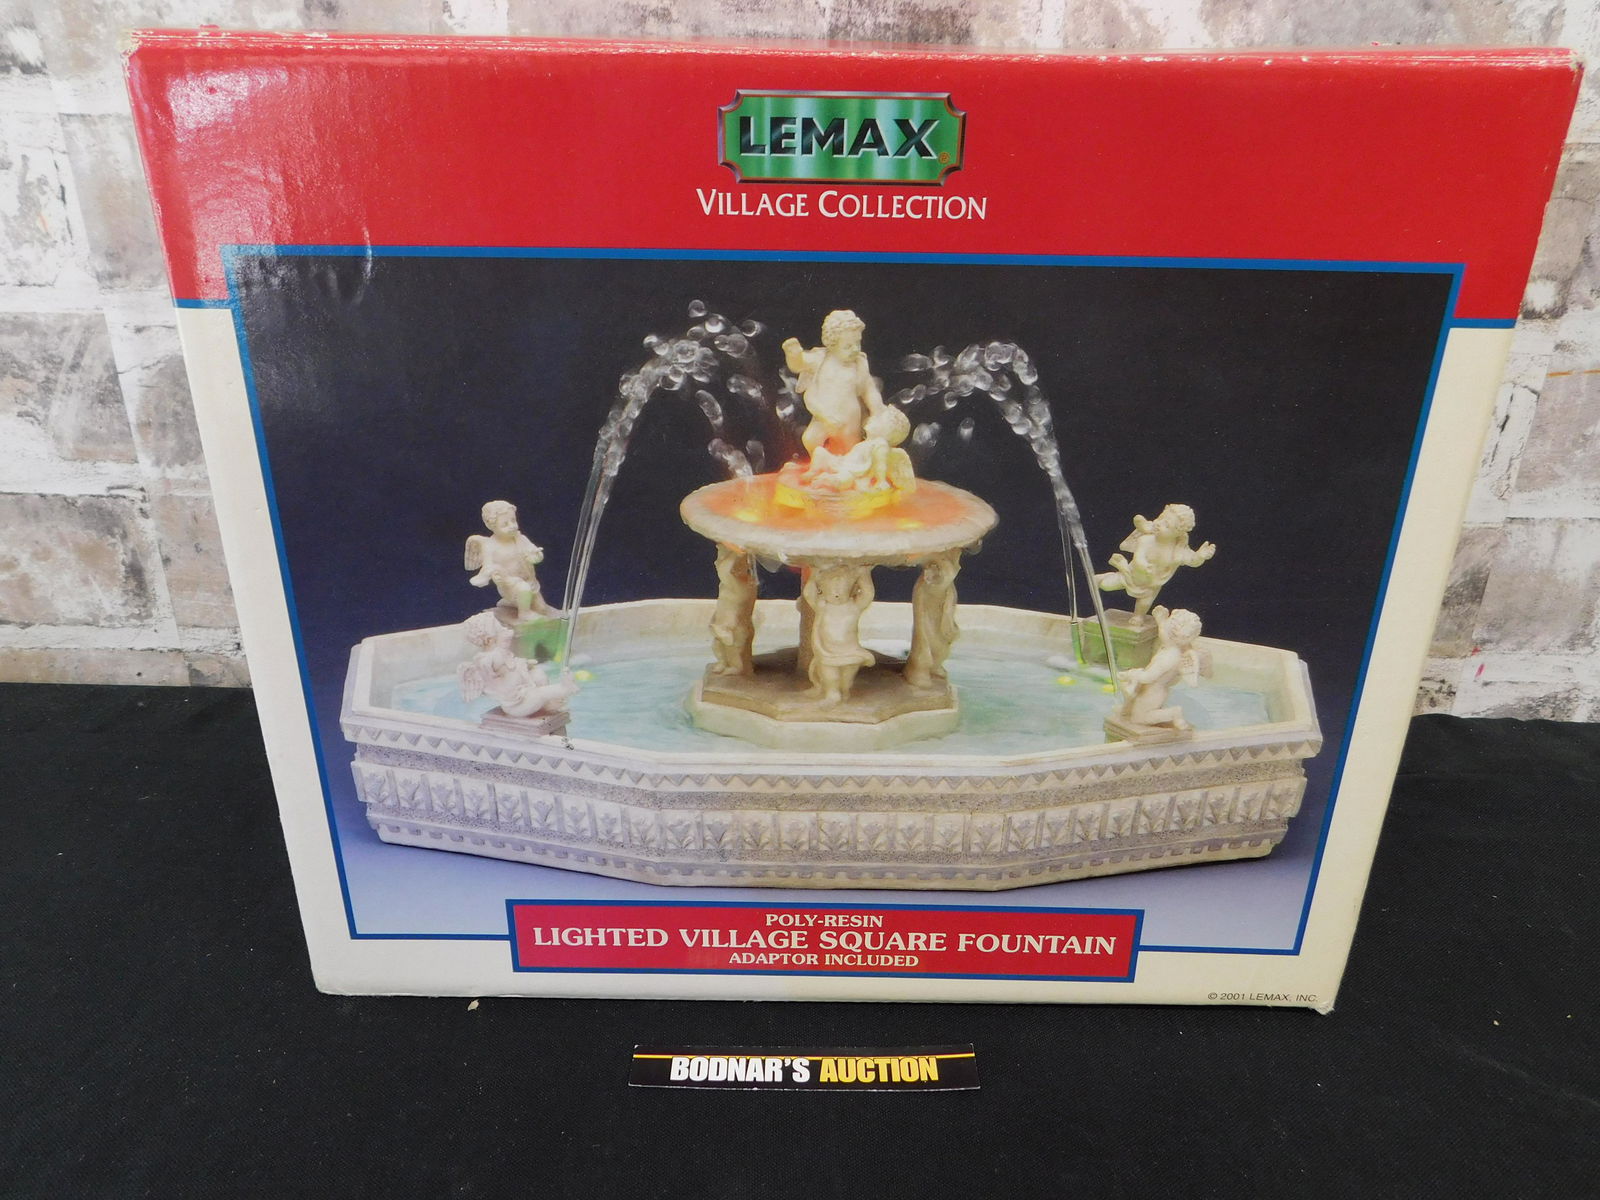 LEMAX®
VILLAGE COLLECTION
POLY-RESIN
LIGHTED VILLAGE SQUARE FOUNTAIN
ADAPTOR INCLUDED
© 2001 LEMAX, INC.
BODNAR'S AUCTION